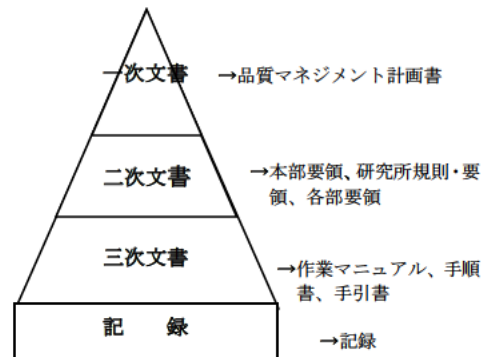 一次文書
→品質マネジメント計画書
二次文書
→本部要領、研究所規則・要
領、各部要領
三次文書
→作業マニュアル、手順
書、手引書
記　録
→記録